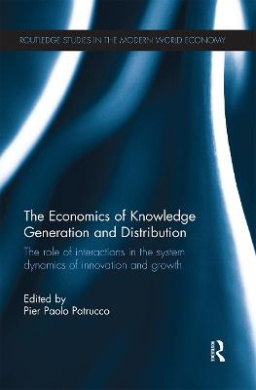 ROUTLEDGE STUDIES IN THE MODERN WORLD ECONOMY
The Economics of Knowledge
Generation and Distribution
The role of interactions in the system
dynamics of innovation and growth
Edited by
Pier Paolo Patrucco
ROUTLEDGE